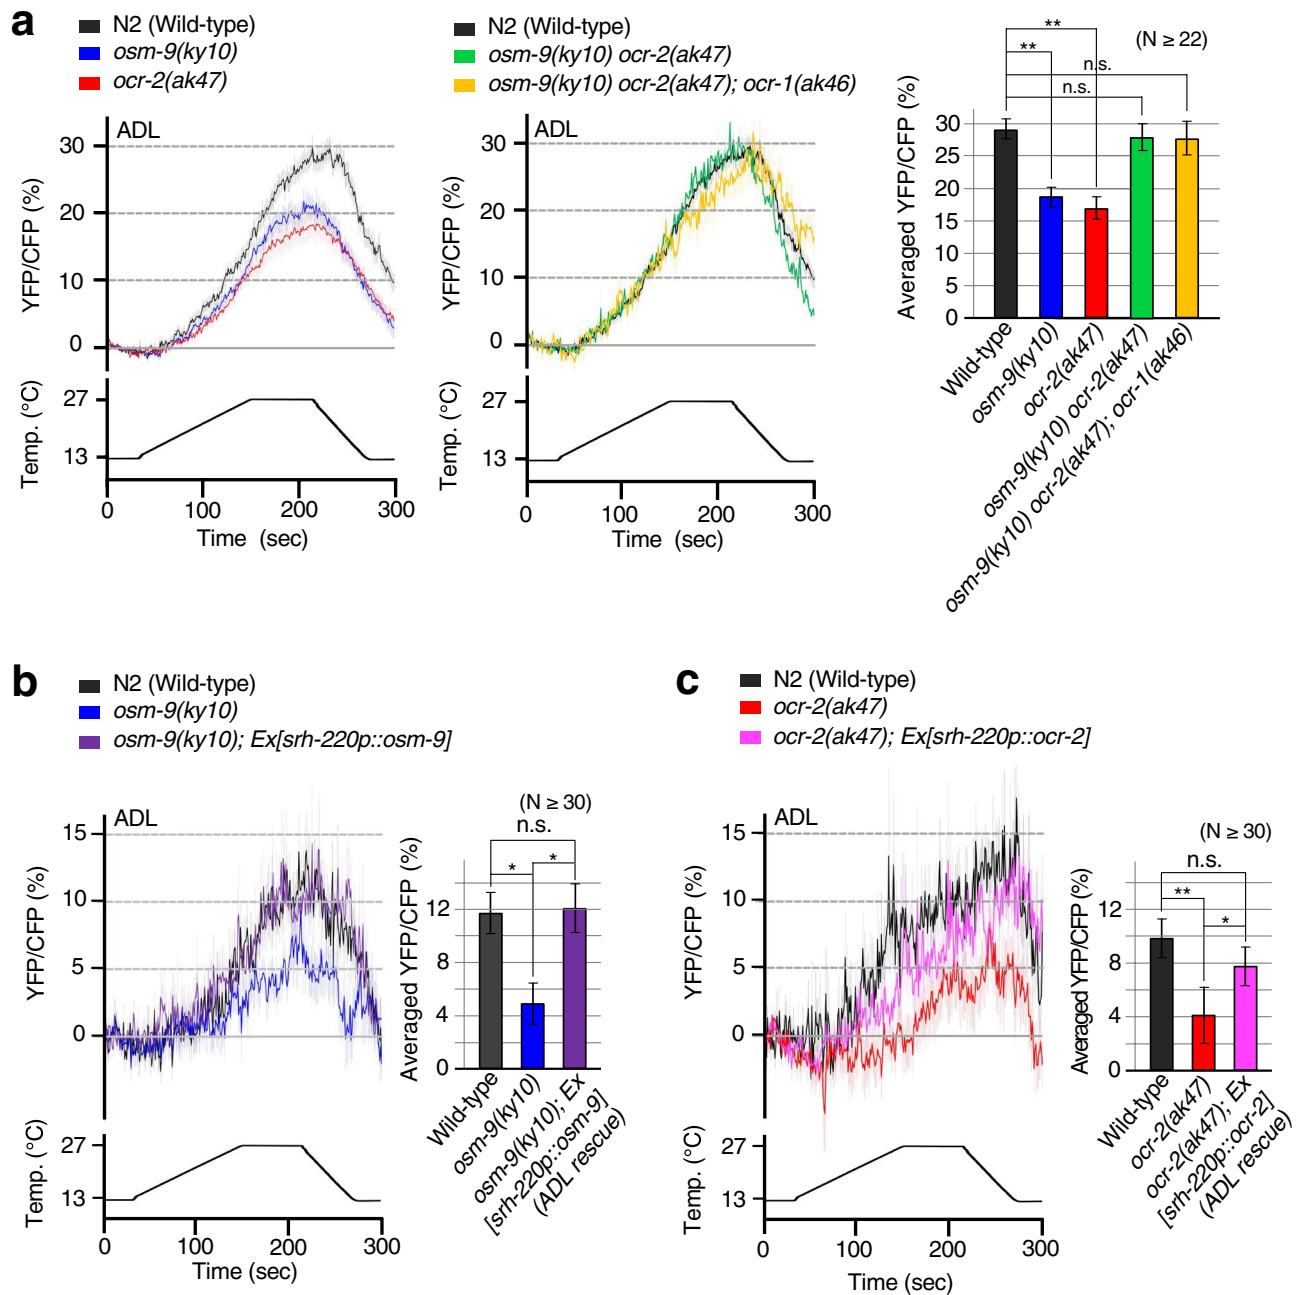 a
N2 (Wild-type)
osm-9(ky10)
ocr-2(ak47)
ADL
YFP/CFP (%)
30
20
10
0
Temp. (°C)
27
13
0 100 200 300
Time (sec)
N2 (Wild-type)
osm-9(ky10) ocr-2(ak47)
osm-9(ky10) ocr-2(ak47); ocr-1(ak46)
ADL
YFP/CFP (%)
30
20
10
0
Temp. (°C)
27
13
0 100 200 300
Time (sec)
(N ≥ 22)
**
**
n.s.
n.s.
Averaged YFP/CFP (%)
30
25
20
15
10
5
0
Wild-type
osm-9(ky10)
ocr-2(ak47)
osm-9(ky10) ocr-2(ak47)
osm-9(ky10) ocr-2(ak47); ocr-1(ak46)
b
N2 (Wild-type)
osm-9(ky10)
osm-9(ky10); Ex[srh-220p::osm-9]
ADL
YFP/CFP (%)
15
10
5
0
Temp. (°C)
27
13
0 100 200 300
Time (sec)
(N ≥ 30)
n.s.
* *
Averaged YFP/CFP (%)
12
8
4
0
Wild-type
osm-9(ky10)
osm-9(ky10); Ex
[srh-220p::osm-9]
(ADL rescue)
c
N2 (Wild-type)
ocr-2(ak47)
ocr-2(ak47); Ex[srh-220p::ocr-2]
ADL
YFP/CFP (%)
15
10
5
0
Temp. (°C)
27
13
0 100 200 300
Time (sec)
(N ≥ 30)
n.s.
**
*
Averaged YFP/CFP (%)
12
8
4
0
Wild-type
ocr-2(ak47)
ocr-2(ak47); Ex
[srh-220p::ocr-2]
(ADL rescue)